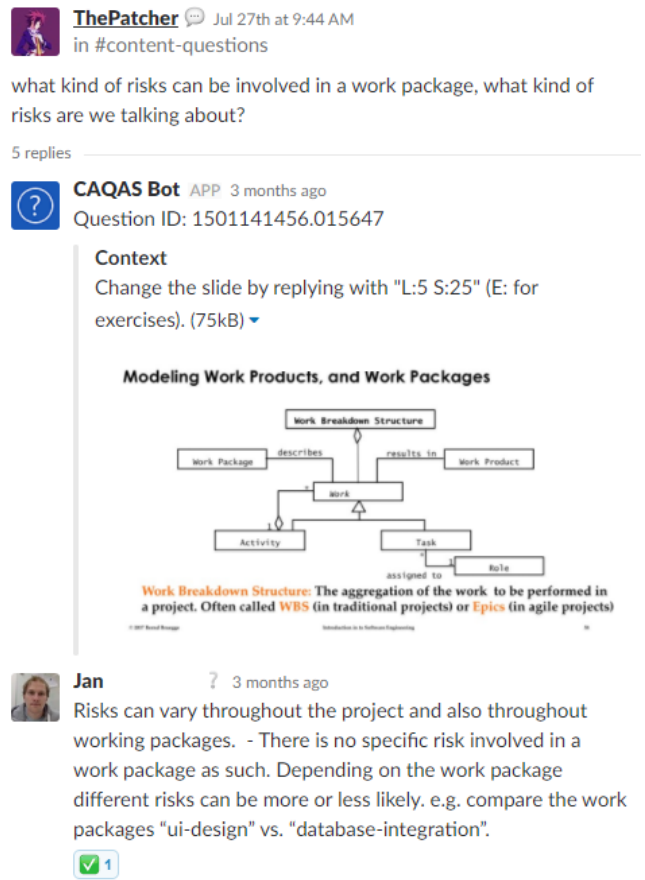 ThePatcher Jul 27th at 9:44 AM
in #content-questions
what kind of risks can be involved in a work package, what kind of
risks are we talking about?
5 replies
CAQAS Bot APP 3 months ago
Question ID: 1501141456.015647
Context
Change the slide by replying with "L:5 S:25" (E: for
exercises). (75kB)
Modeling Work Products, and Work Packages
Work Breakdown Structure
describes
results in
Work Package
Work Product
*
Work
1
Activity
Task
*
1
Role
assigned to
Work Breakdown Structure: The aggregation of the work to be performed in
a project. Often called WBS (in traditional projects) or Epics (in agile projects)
Jan ? 3 months ago
Risks can vary throughout the project and also throughout
working packages. - There is no specific risk involved in a
work package as such. Depending on the work package
different risks can be more or less likely. e.g. compare the work
packages “ui-design” vs. “database-integration”.
1